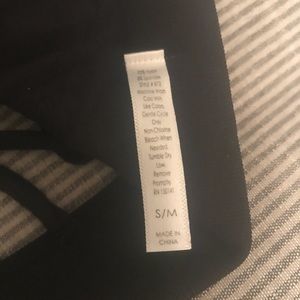 Machine Wash
Cold With
Like Colors.
Gentle Cycle
Only
Non-Chlorine
Bleach When
Needed.
Tumble Dry
Low.
Remove
Promptly
S/M
MADE IN
CHINA